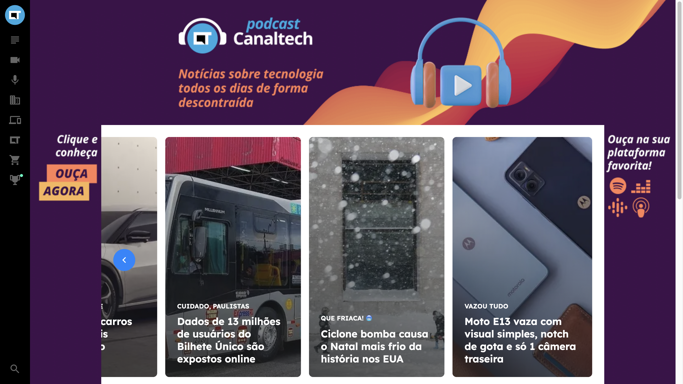 podcast
Canaltech
Notícias sobre tecnologia
todos os dias de forma
descontraída
Clique e
conheça
OUÇA
AGORA
Ouça na sua
plataforma
favorita!
carros
is
o
CUIDADO, PAULISTAS
Dados de 13 milhões
de usuários do
Bilhete Único são
expostos online
QUE FRIACA!
Ciclone bomba causa
o Natal mais frio da
história nos EUA
VAZOU TUDO
Moto E13 vaza com
visual simples, notch
de gota e só 1 câmera
traseira